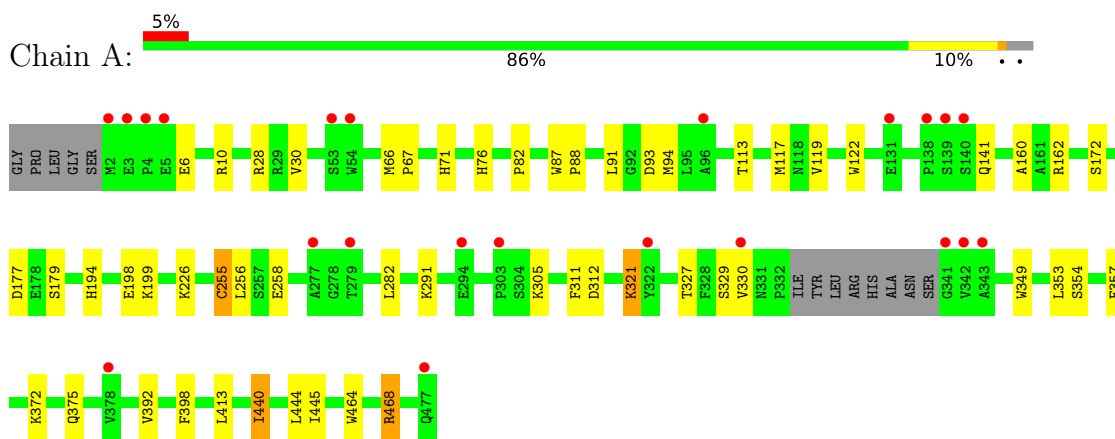 5%
Chain A:
86% 10% • •
GLY PRO LEU GLY SER M2 E3 P4 E5 E6 R10 R28 R29 V30 S53 W54 M66 P67 H71 H76 P82 W87 P88 L91 G92 D93 M94 L95 A96 T113 M117 N118 V119 W122 E131 P138 S139 S140 Q141 A160 A161 R162 S172
D177 E178 S179 H194 E198 K199 K226 C255 L256 S257 E258 A277 G278 T279 L282 K291 E294 P303 S304 K305 F311 D312 K321 Y322 T327 F328 S329 V330 N331 P332 ILE TYR LEU ARG HIS ALA ASN SER G341 V342 A343 W349 L353 S354
K372 Q375 V378 V392 F398 L413 I440 L444 I445 W464 R468 Q477